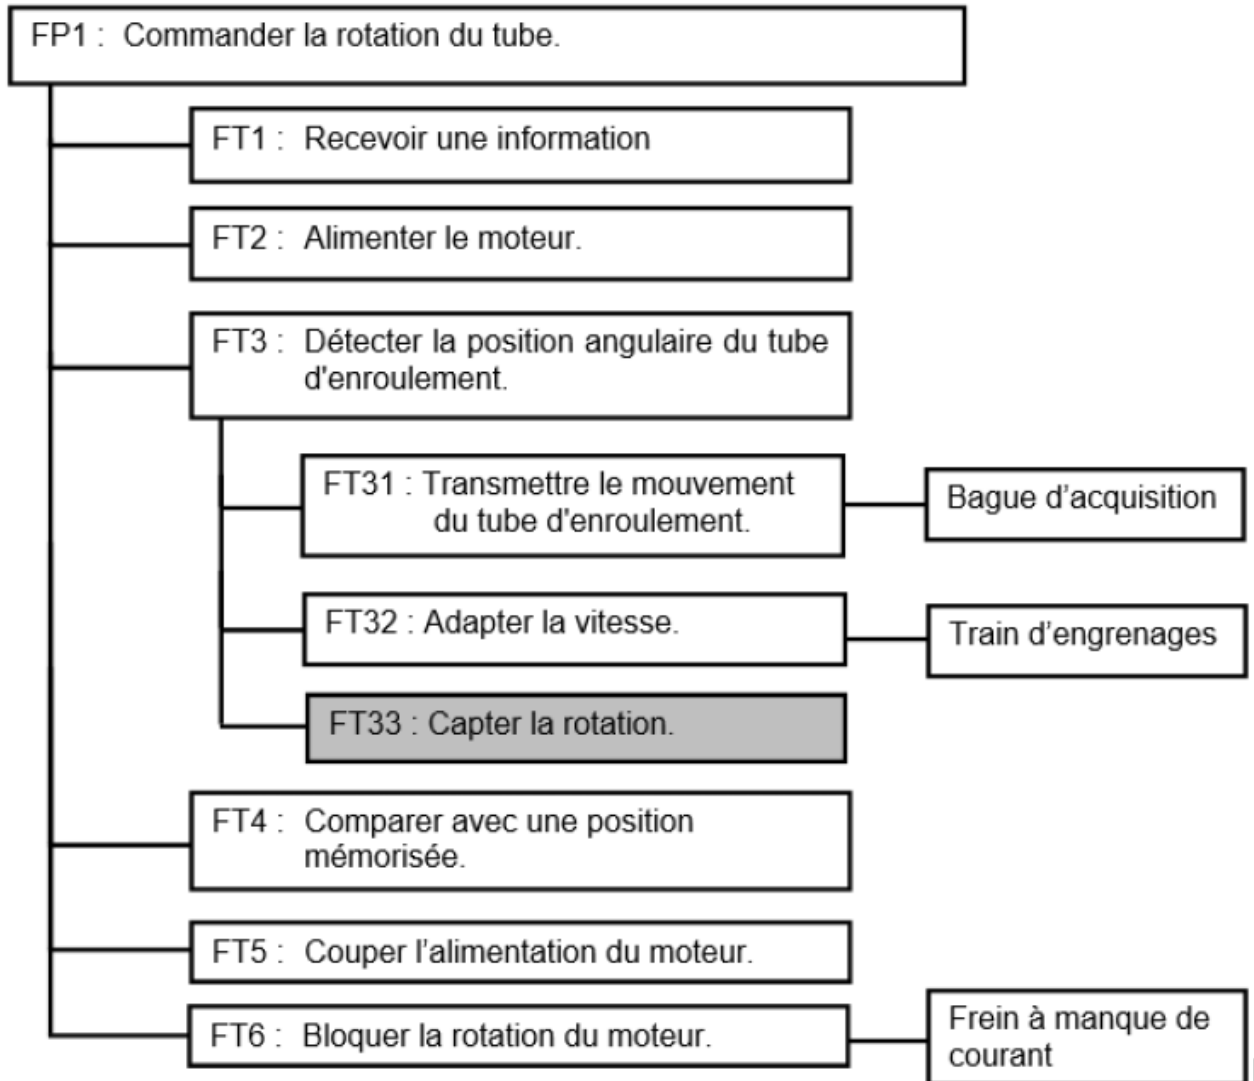 FP1 : Commander la rotation du tube.
FT1 : Recevoir une information
FT2 : Alimenter le moteur.
FT3 : Détecter la position angulaire du tube
d'enroulement.
FT31 : Transmettre le mouvement
du tube d'enroulement.
Bague d’acquisition
FT32 : Adapter la vitesse.
Train d’engrenages
FT33 : Capter la rotation.
FT4 : Comparer avec une position
mémorisée.
FT5 : Couper l’alimentation du moteur.
FT6 : Bloquer la rotation du moteur.
Frein à manque de
courant